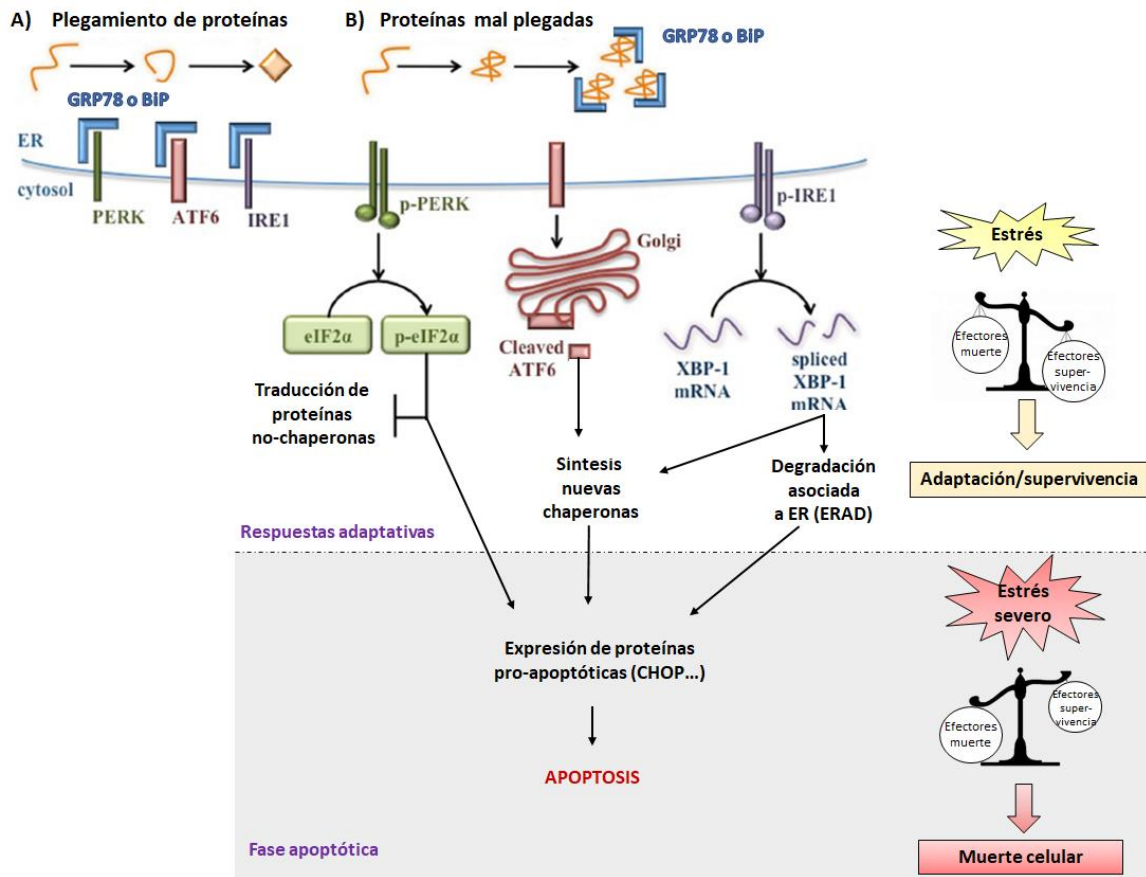 A) Plegamiento de proteínas
B) Proteínas mal plegadas
GRP78 o BiP
GRP78 o BiP
ER
cytosol
PERK
ATF6
IRE1
p-PERK
p-IRE1
Golgi
eIF2α
p-eIF2α
Cleaved
ATF6
XBP-1
mRNA
spliced
XBP-1
mRNA
Traducción de
proteínas
no-chaperonas
Sintesis
nuevas
chaperonas
Degradación
asociada
a ER (ERAD)
Estrés
Efectores
muerte
Efectores
super-
vivencia
Adaptación/supervivencia
Respuestas adaptativas
Expresión de proteínas
pro-apoptóticas (CHOP...)
APOPTOSIS
Estrés
severo
Efectores
muerte
Efectores
super-
vivencia
Muerte celular
Fase apoptótica